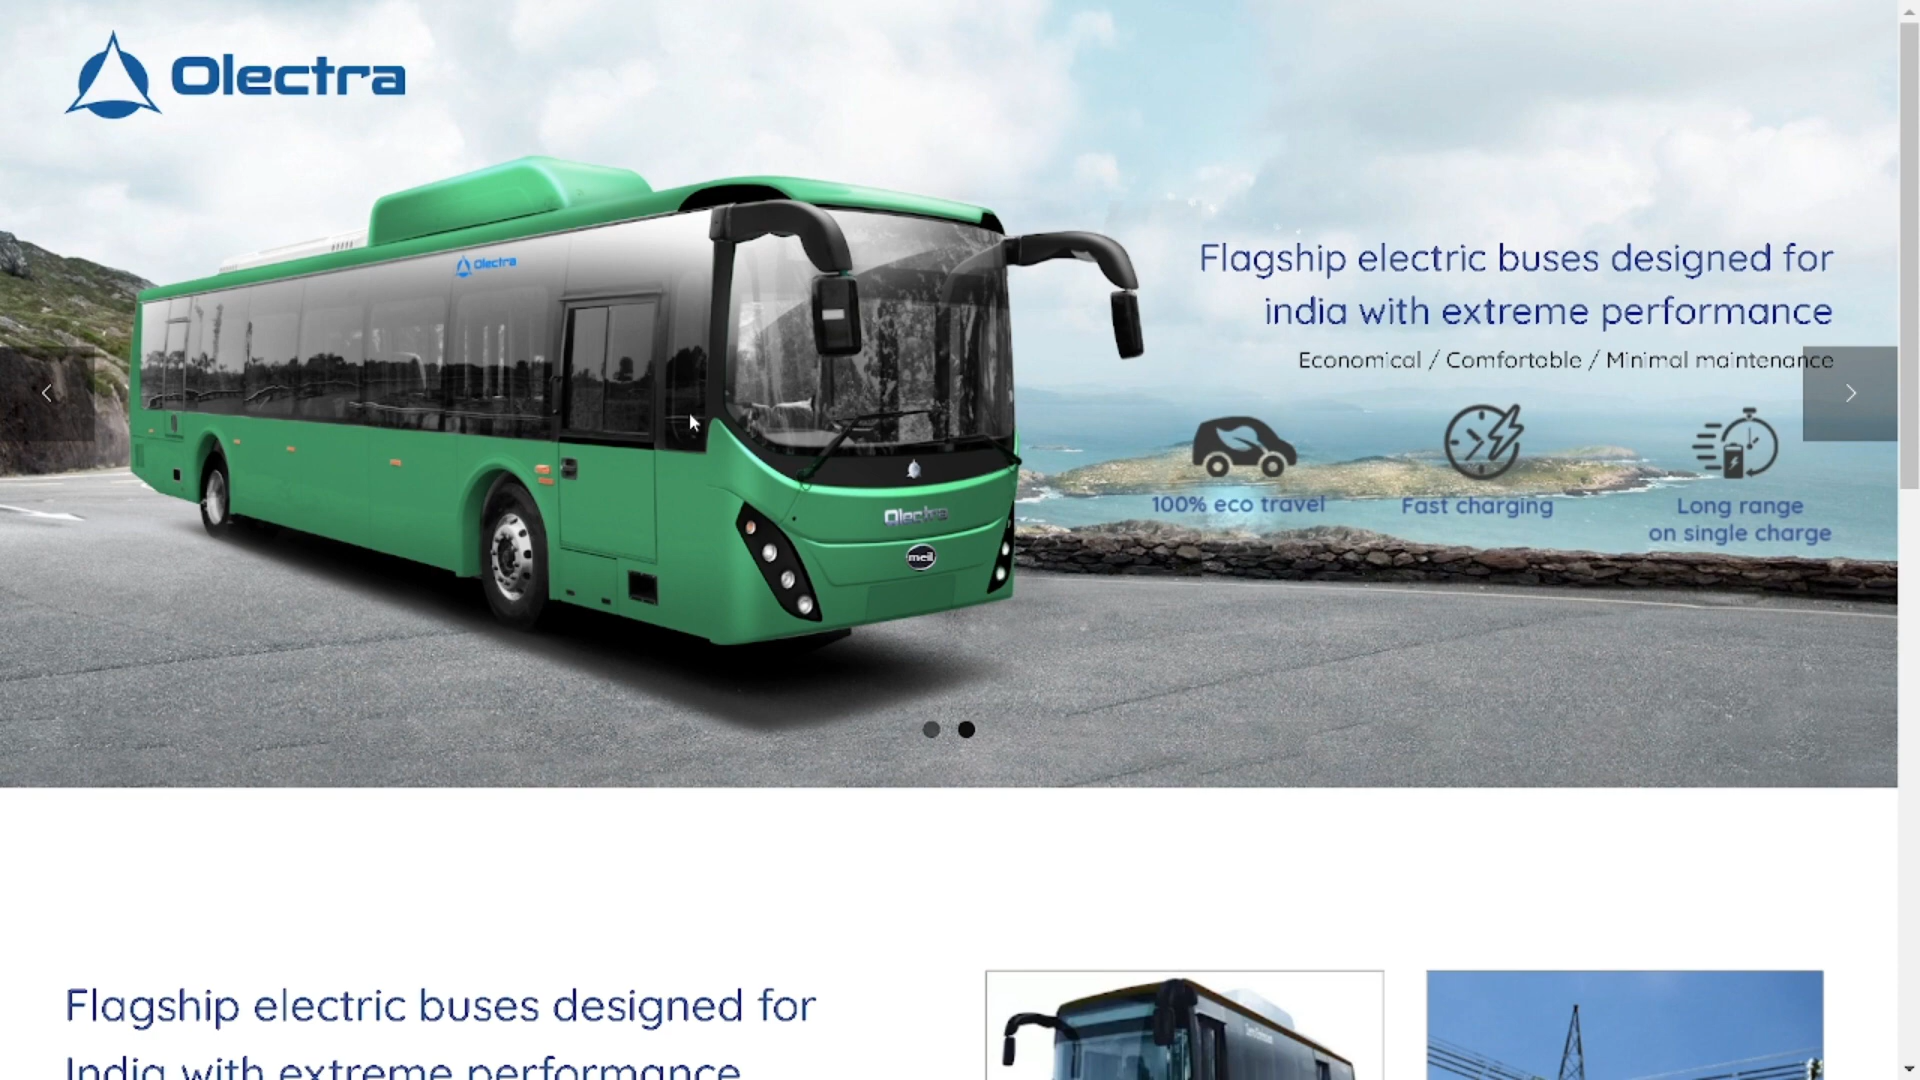 Olectra
Olectra
Flagship electric buses designed for
india with extreme performance
Economical / Comfortable / Minimal maintenance
100% eco travel
Fast charging
Long range
on single charge
Olectra
meil
Flagship electric buses designed for
India with extreme performance